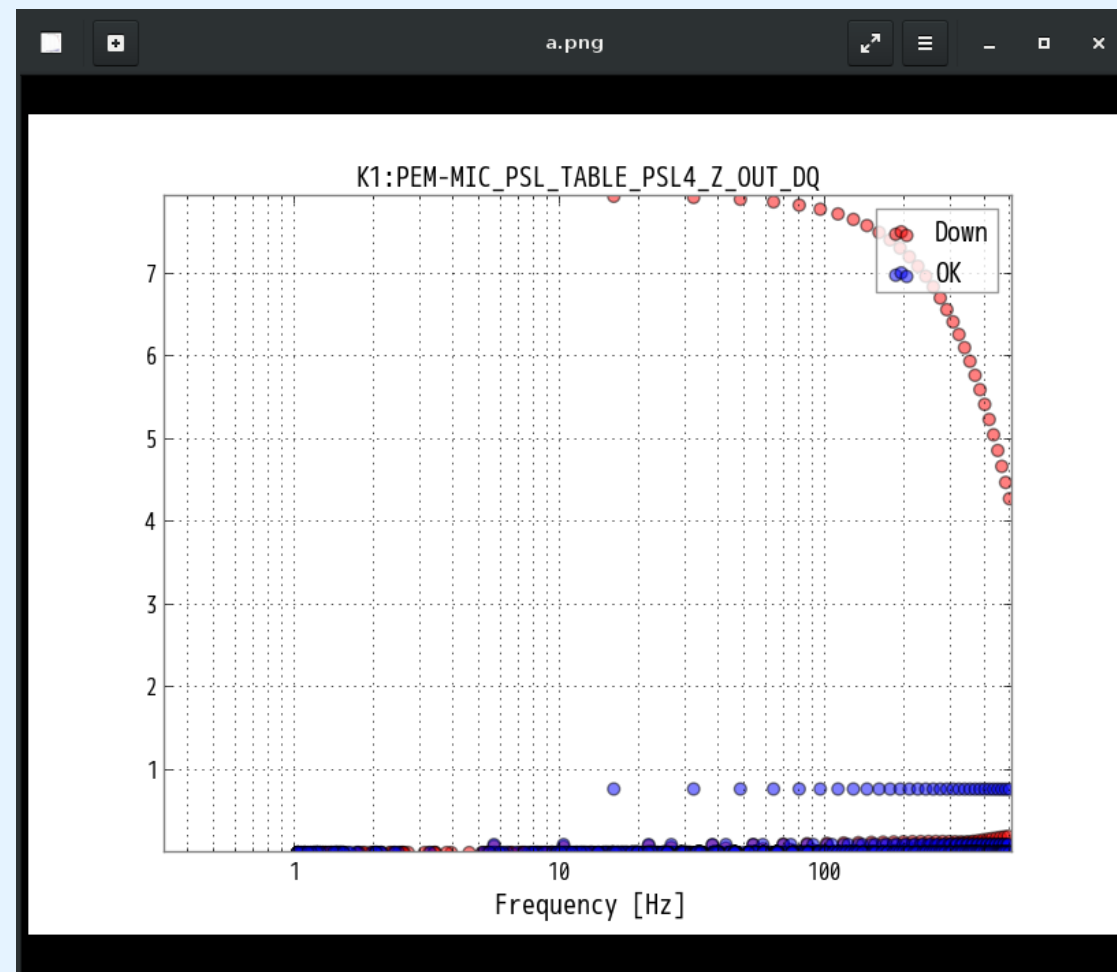 a.png
K1:PEM-MIC_PSL_TABLE_PSL4_Z_OUT_DQ
Down
OK
7
6
5
4
3
2
1
1 10 100
Frequency [Hz]